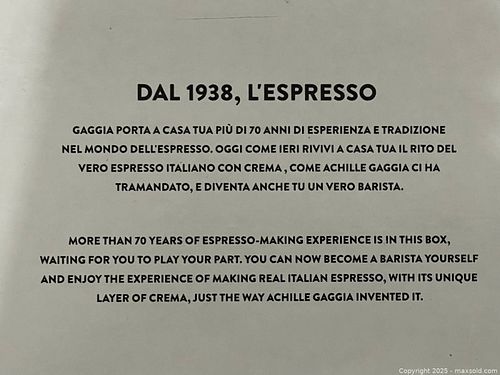 DAL 1938, L'ESPRESSO
GAGGIA PORTA A CASA TUA PIÙ DI 70 ANNI DI ESPERIENZA E TRADIZIONE
NEL MONDO DELL'ESPRESSO. OGGI COME IERI RIVIVI A CASA TUA IL RITO DEL
VERO ESPRESSO ITALIANO CON CREMA , COME ACHILLE GAGGIA CI HA
TRAMANDATO, E DIVENTA ANCHE TU UN VERO BARISTA.
MORE THAN 70 YEARS OF ESPRESSO-MAKING EXPERIENCE IS IN THIS BOX,
WAITING FOR YOU TO PLAY YOUR PART. YOU CAN NOW BECOME A BARISTA YOURSELF
AND ENJOY THE EXPERIENCE OF MAKING REAL ITALIAN ESPRESSO, WITH ITS UNIQUE
LAYER OF CREMA, JUST THE WAY ACHILLE GAGGIA INVENTED IT.
Copyright 2025 - maxsold.com